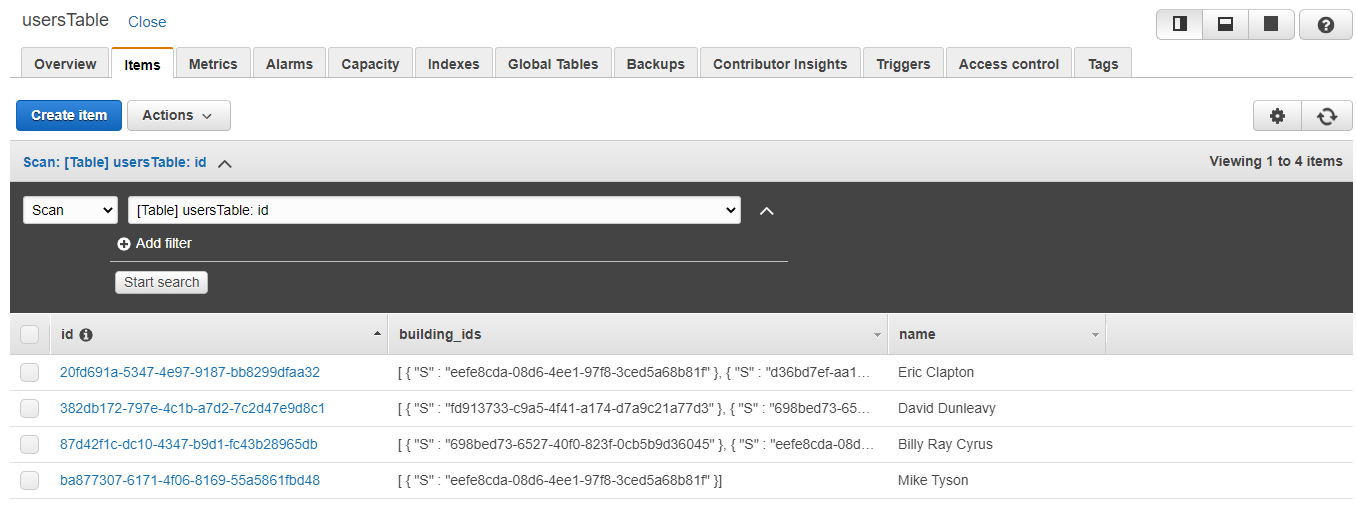 usersTable Close
Overview Items Metrics Alarms Capacity Indexes Global Tables Backups Contributor Insights Triggers Access control Tags
Create item Actions
Scan: [Table] usersTable: id Viewing 1 to 4 items
Scan [Table] usersTable: id
Add filter
Start search
id building_ids name
20fd691a-5347-4e97-9187-bb8299dfaa32 [ { "S" : "eefe8cda-08d6-4ee1-97f8-3ced5a68b81f" }, { "S" : "d36bd7ef-aa1... Eric Clapton
382db172-797e-4c1b-a7d2-7c2d47e9d8c1 [ { "S" : "fd913733-c9a5-4f41-a174-d7a9c21a77d3" }, { "S" : "698bed73-65... David Dunleavy
87d42f1c-dc10-4347-b9d1-fc43b28965db [ { "S" : "698bed73-6527-40f0-823f-0cb5b9d36045" }, { "S" : "eefe8cda-08d... Billy Ray Cyrus
ba877307-6171-4f06-8169-55a5861fbd48 [ { "S" : "eefe8cda-08d6-4ee1-97f8-3ced5a68b81f" }] Mike Tyson